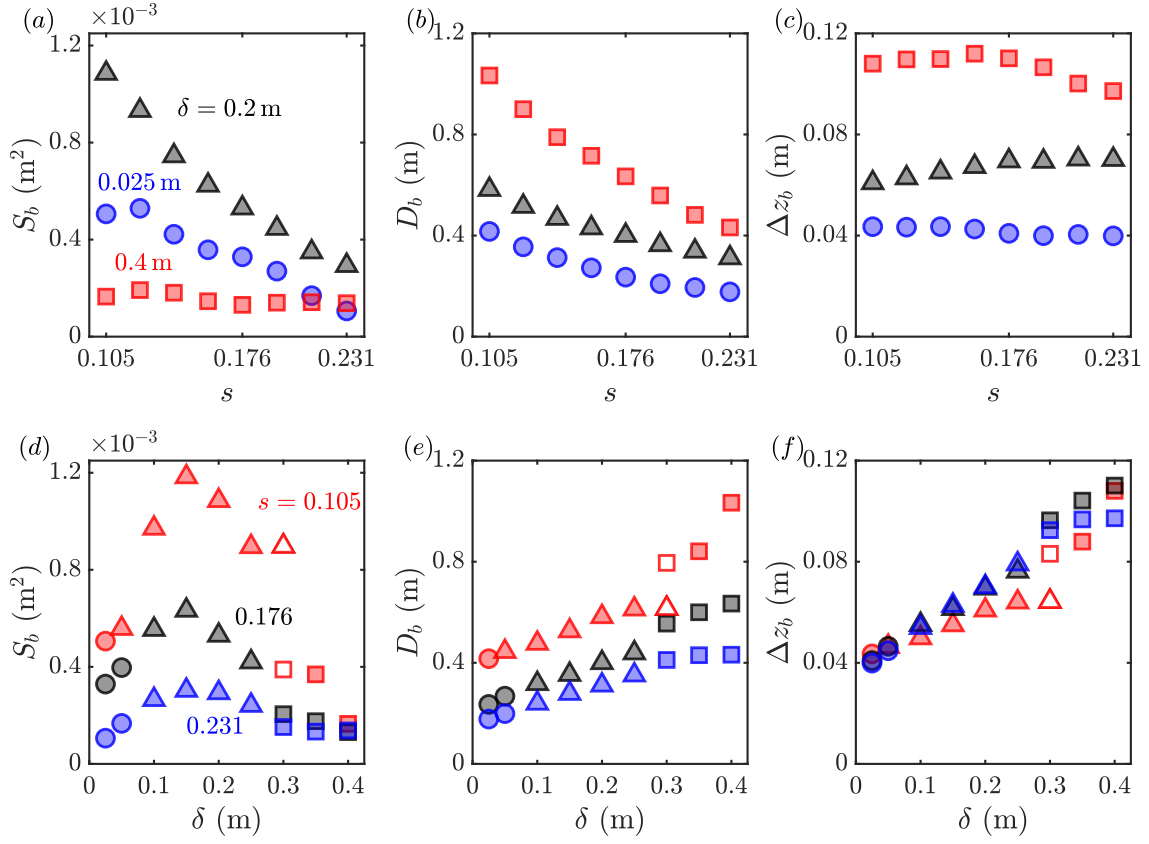 (a)
×10⁻³
1.2
0.8
0.4
0
S_b (m²)
δ = 0.2 m
0.025 m
0.4 m
0.105
0.176
0.231
s
(b)
1.2
0.8
0.4
0
D_b (m)
0.105
0.176
0.231
s
(c)
0.12
0.08
0.04
0
Δz_b (m)
0.105
0.176
0.231
s
(d)
×10⁻³
1.2
0.8
0.4
0
S_b (m²)
s = 0.105
0.176
0.231
0
0.1
0.2
0.3
0.4
δ (m)
(e)
1.2
0.8
0.4
0
D_b (m)
0
0.1
0.2
0.3
0.4
δ (m)
(f)
0.12
0.08
0.04
0
Δz_b (m)
0
0.1
0.2
0.3
0.4
δ (m)